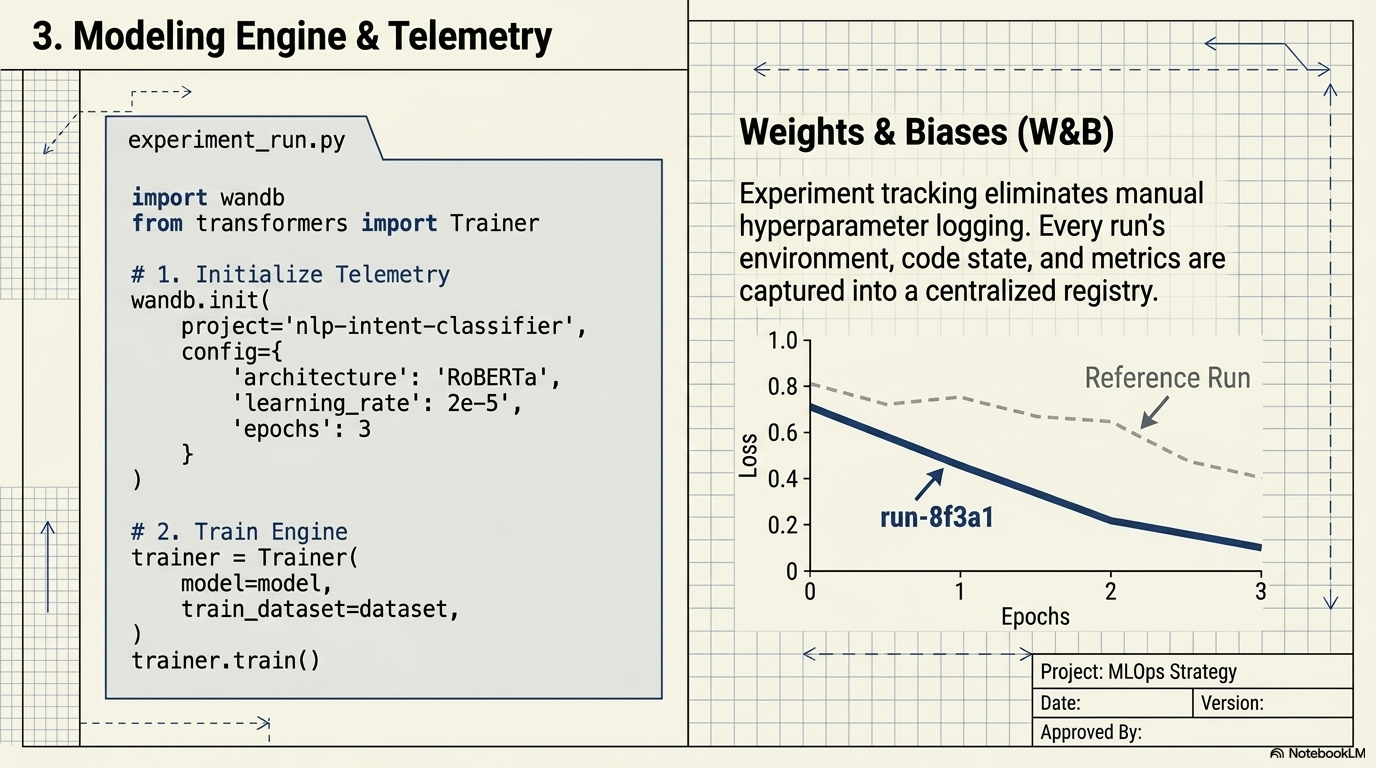 3. Modeling Engine & Telemetry
experiment_run.py
import wandb
from transformers import Trainer
# 1. Initialize Telemetry
wandb.init(
    project='nlp-intent-classifier',
    config={
        'architecture': 'RoBERTa',
        'learning_rate': 2e-5',
        'epochs': 3
    }
)
# 2. Train Engine
trainer = Trainer(
    model=model,
    train_dataset=dataset,
)
trainer.train()
Weights & Biases (W&B)
Experiment tracking eliminates manual
hyperparameter logging. Every run's
environment, code state, and metrics are
captured into a centralized registry.
1.0
0.8
0.6
0.4
0.2
0
Loss
Reference Run
run-8f3a1
0 1 2 3
Epochs
Project: MLOps Strategy
Date: Version:
Approved By:
NotebookLM